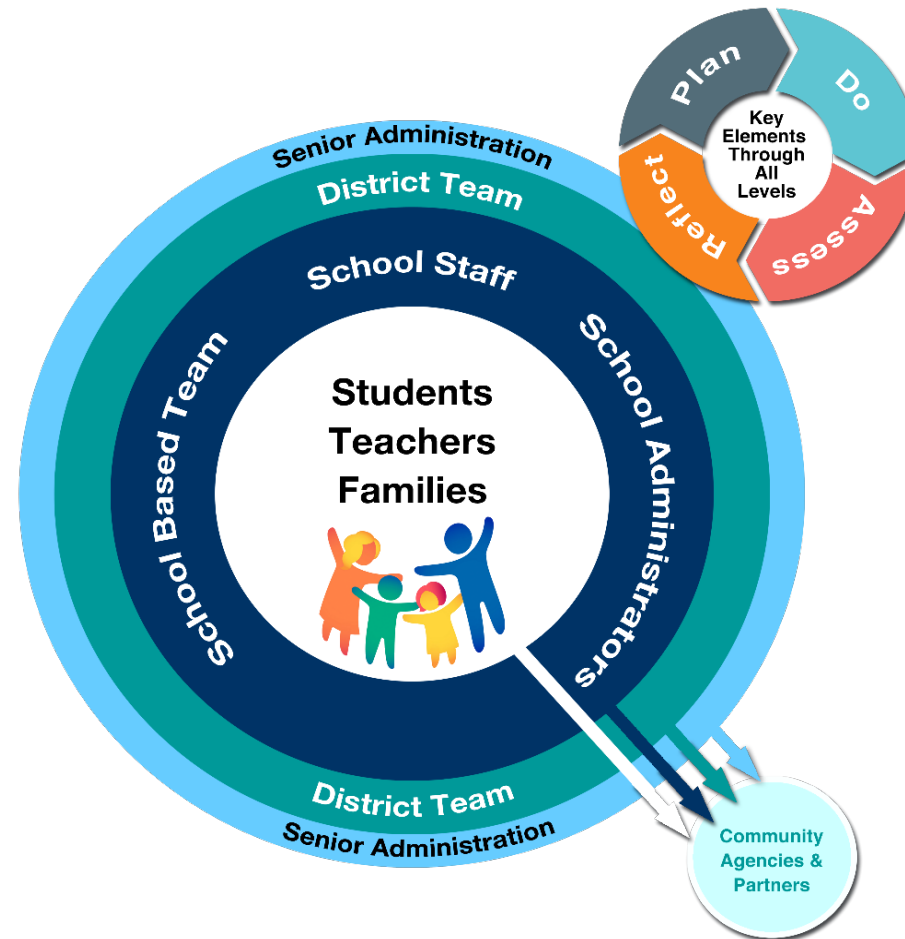 Plan
Do
Key
Elements
Through
All
Levels
Reflect
Assess
Senior Administration
District Team
School Staff
School Based Team
School Administrators
Students
Teachers
Families
District Team
Senior Administration
Community
Agencies &
Partners